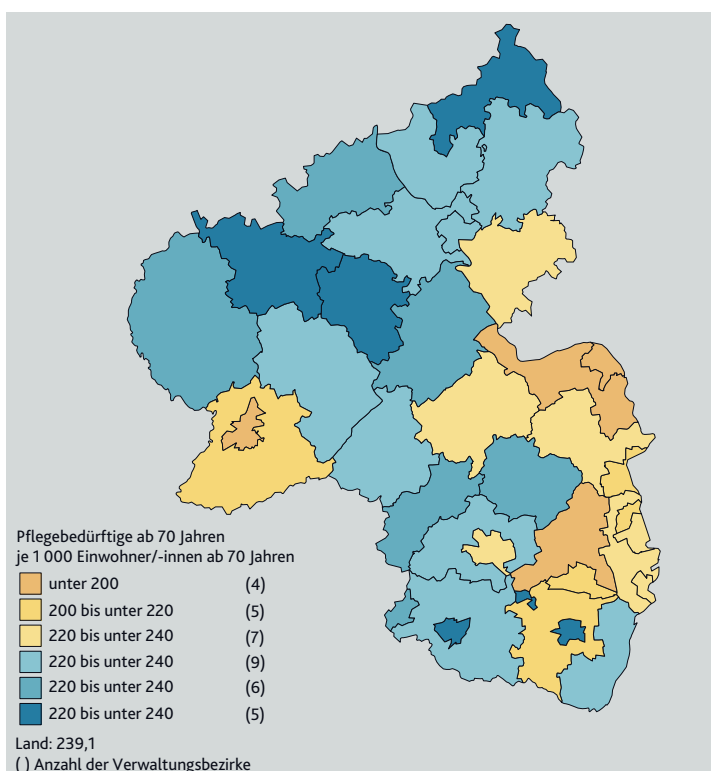 Pflegebedürftige ab 70 Jahren
je 1 000 Einwohner/-innen ab 70 Jahren
unter 200 (4)
200 bis unter 220 (5)
220 bis unter 240 (7)
220 bis unter 240 (9)
220 bis unter 240 (6)
220 bis unter 240 (5)
Land: 239,1
( ) Anzahl der Verwaltungsbezirke